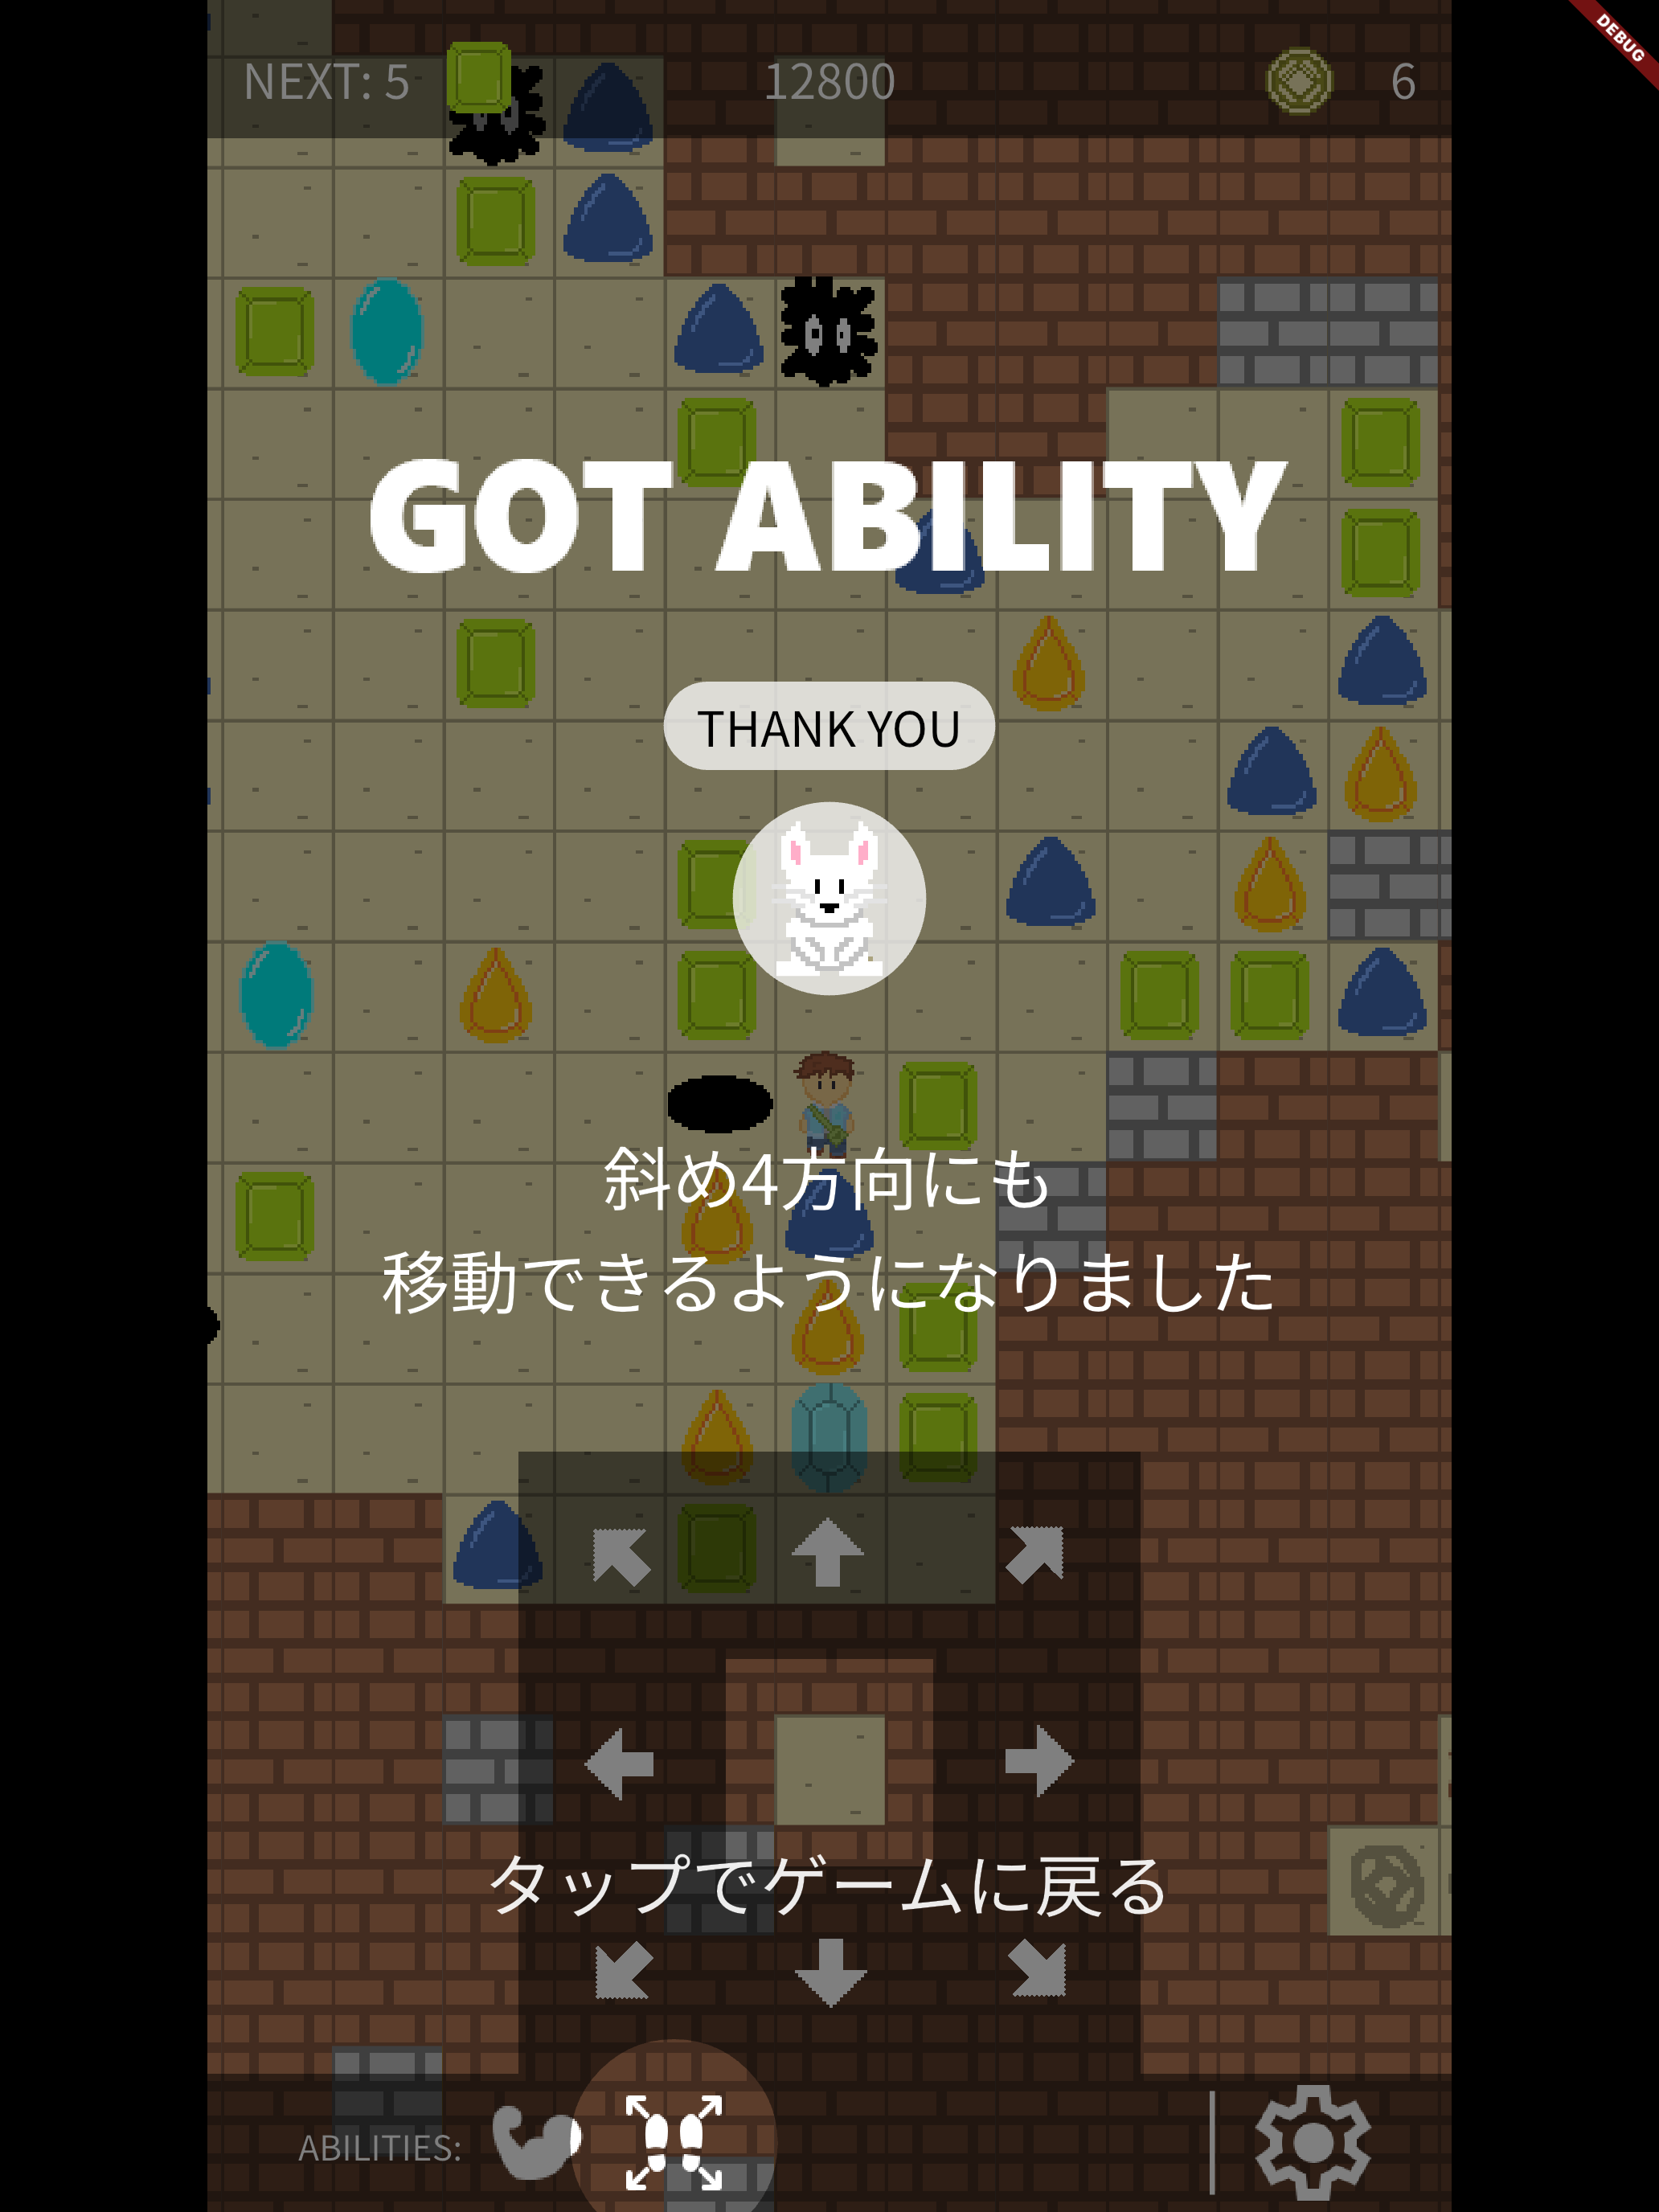 DEBUG
NEXT: 5
12800
6
GOT ABILITY
THANK YOU
斜め4方向にも
移動できるようになりました
タップでゲームに戻る
ABILITIES: